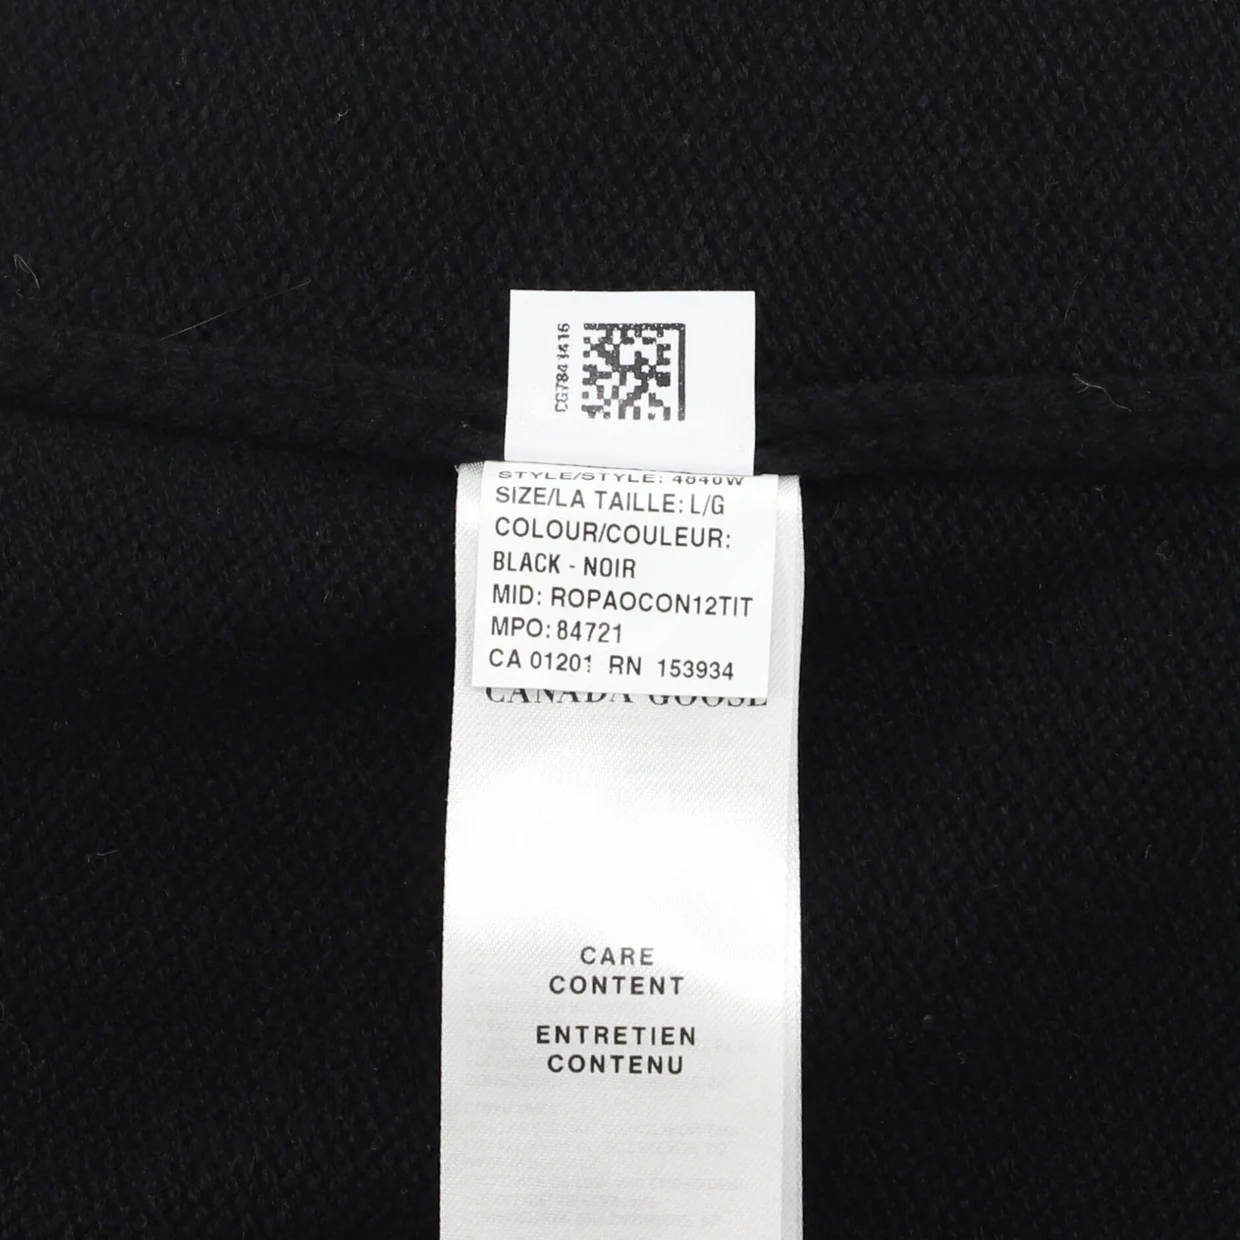 STYLE/STYLE: 4840W
SIZE/LA TAILLE: L/G
COLOUR/COULEUR:
BLACK - NOIR
MID: ROPAOCON12TIT
MPO: 84721
CA 01201 RN 153934
CANADA GOOSE
CARE
CONTENT
ENTRETIEN
CONTENU